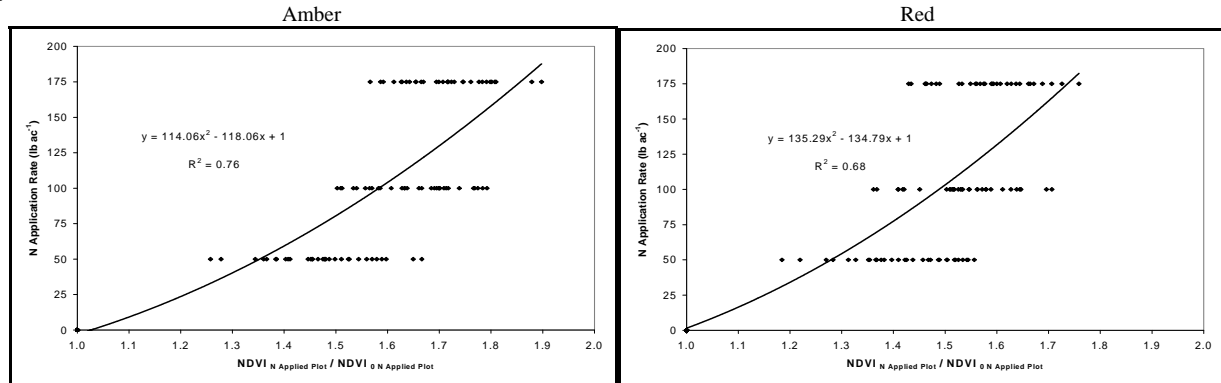 Amber
200
175
150
125
100
75
50
25
0
N Application Rate (lb ac⁻¹)
y = 114.06x² - 118.06x + 1
R² = 0.76
1.0 1.1 1.2 1.3 1.4 1.5 1.6 1.7 1.8 1.9 2.0
NDVI N Applied Plot / NDVI 0 N Applied Plot
Red
200
175
150
125
100
75
50
25
0
N Application Rate (lb ac⁻¹)
y = 135.29x² - 134.79x + 1
R² = 0.68
1.0 1.1 1.2 1.3 1.4 1.5 1.6 1.7 1.8 1.9 2.0
NDVI N Applied Plot / NDVI 0 N Applied Plot